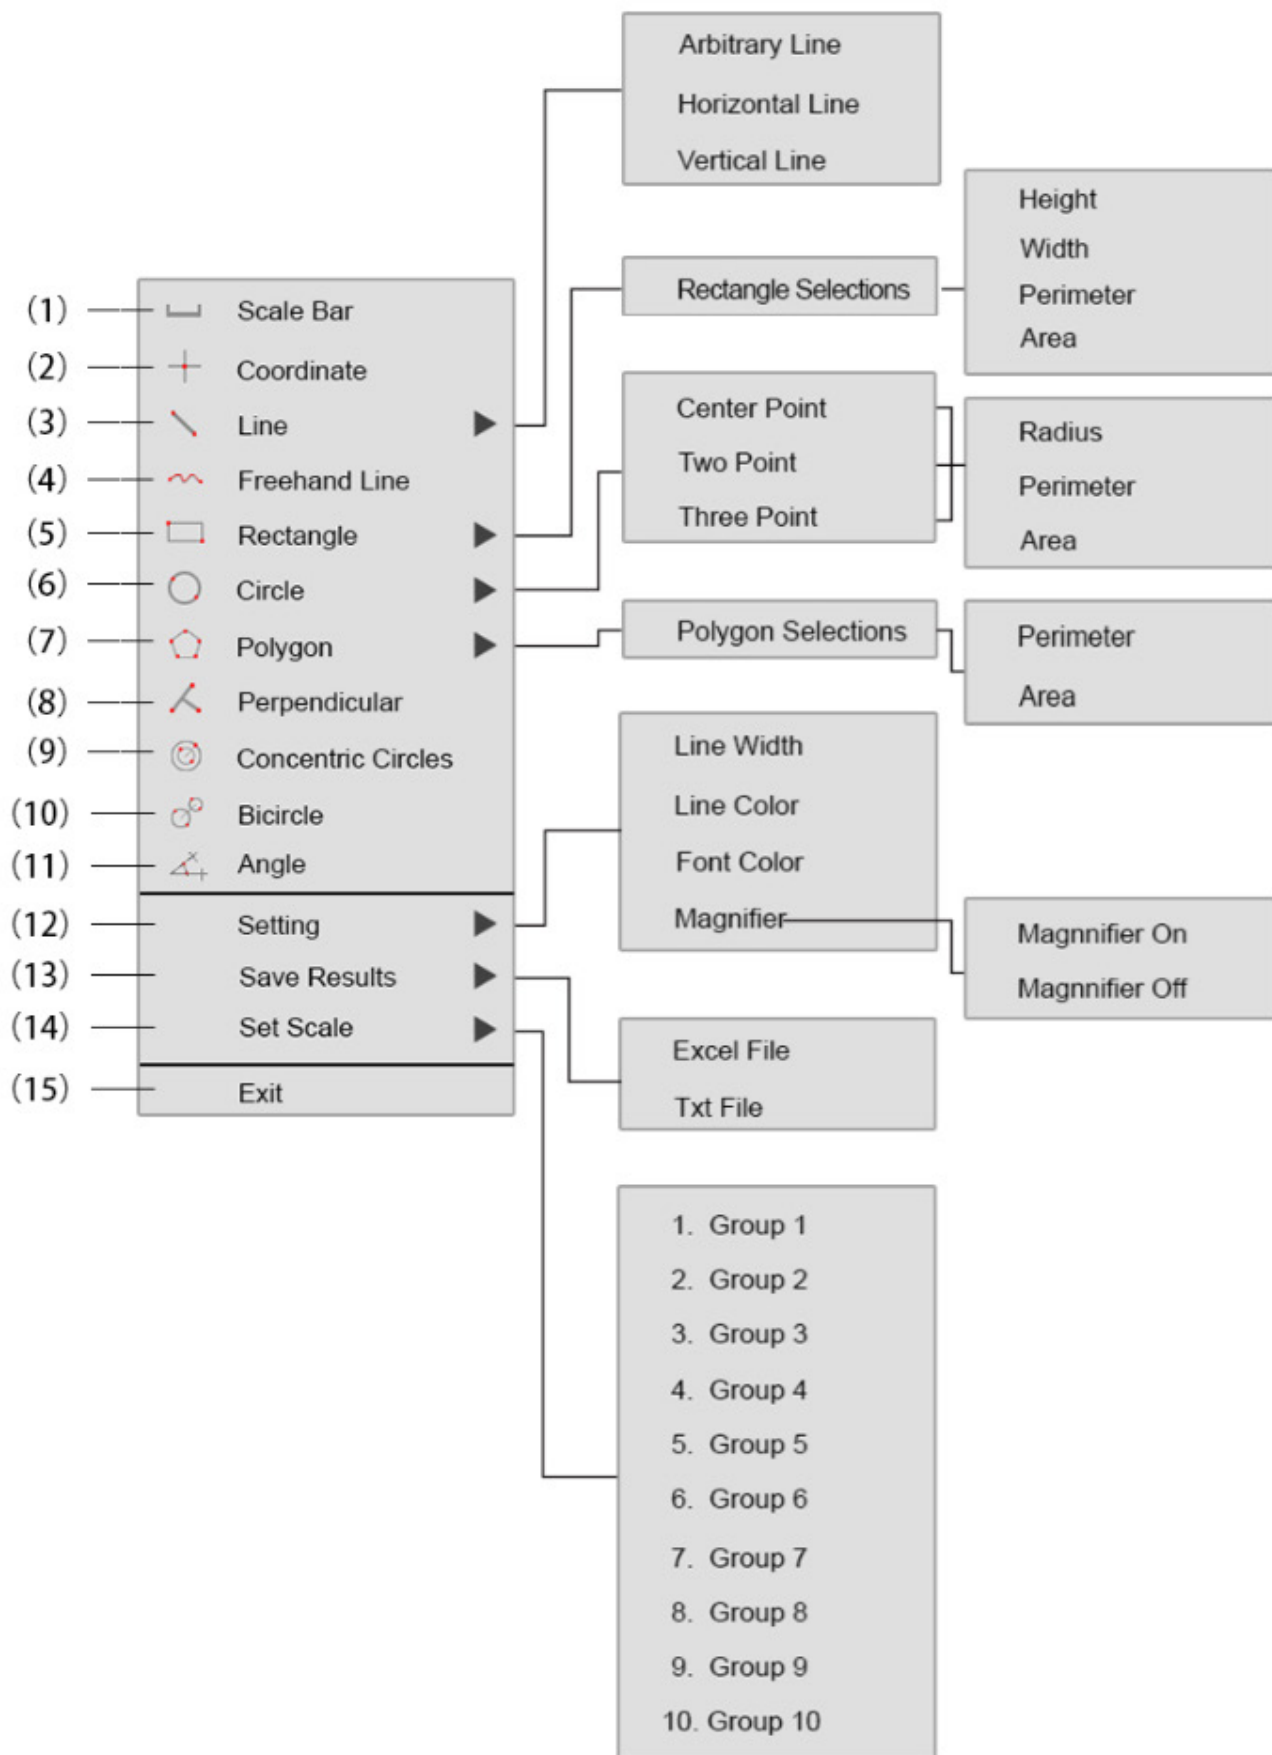 Arbitrary Line
Horizontal Line
Vertical Line
Height
Width
Perimeter
Area
Rectangle Selections
(1) Scale Bar
(2) Coordinate
(3) Line
(4) Freehand Line
(5) Rectangle
(6) Circle
(7) Polygon
(8) Perpendicular
(9) Concentric Circles
(10) Bicircle
(11) Angle
(12) Setting
(13) Save Results
(14) Set Scale
(15) Exit
Center Point
Two Point
Three Point
Radius
Perimeter
Area
Polygon Selections
Perimeter
Area
Line Width
Line Color
Font Color
Magnifier
Magnnifier On
Magnnifier Off
Excel File
Txt File
1. Group 1
2. Group 2
3. Group 3
4. Group 4
5. Group 5
6. Group 6
7. Group 7
8. Group 8
9. Group 9
10. Group 10